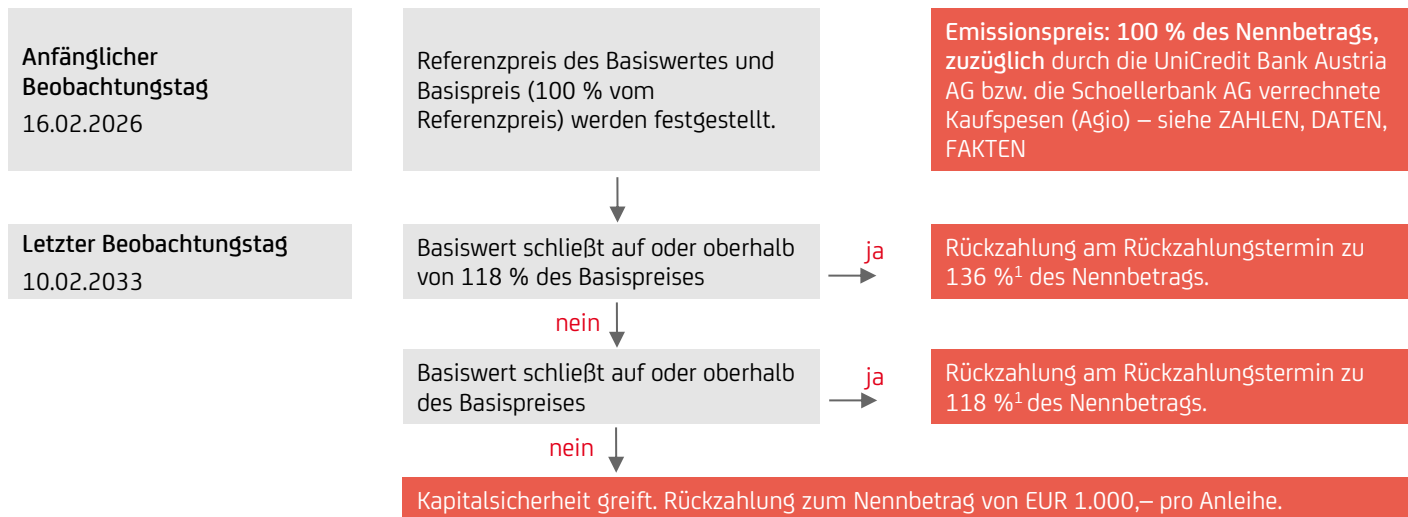 Anfänglicher
Beobachtungstag
16.02.2026
Referenzpreis des Basiswertes und
Basispreis (100 % vom
Referenzpreis) werden festgestellt.
Emissionspreis: 100 % des Nennbetrags,
zuzüglich durch die UniCredit Bank Austria
AG bzw. die Schoellerbank AG verrechnete
Kaufspesen (Agio) – siehe ZAHLEN, DATEN,
FAKTEN
Letzter Beobachtungstag
10.02.2033
Basiswert schließt auf oder oberhalb
von 118 % des Basispreises
ja
Rückzahlung am Rückzahlungstermin zu
136 %¹ des Nennbetrags.
nein
Basiswert schließt auf oder oberhalb
des Basispreises
ja
Rückzahlung am Rückzahlungstermin zu
118 %¹ des Nennbetrags.
nein
Kapitalsicherheit greift. Rückzahlung zum Nennbetrag von EUR 1.000,– pro Anleihe.